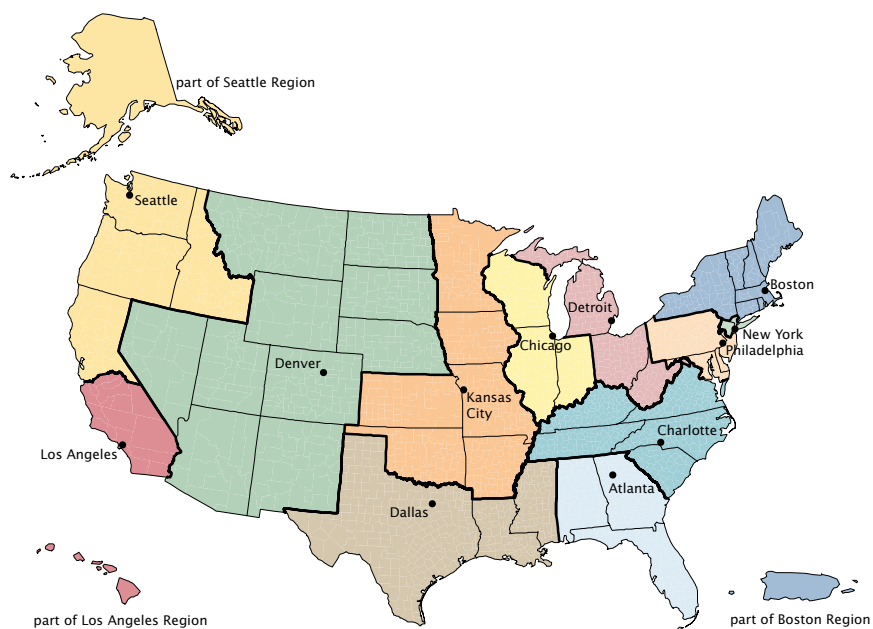 part of Seattle Region
Seattle
Boston
Detroit
New York
Chicago
Philadelphia
Denver
Kansas
City
Charlotte
Los Angeles
Atlanta
Dallas
part of Los Angeles Region
part of Boston Region